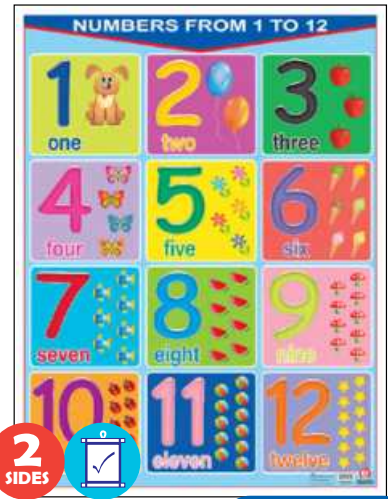 NUMBERS FROM 1 TO 12
1 2 3
one two three
4 5 6
four five six
7 8 9
seven eight nine
10 11 12
eleven twelve
2
SIDES